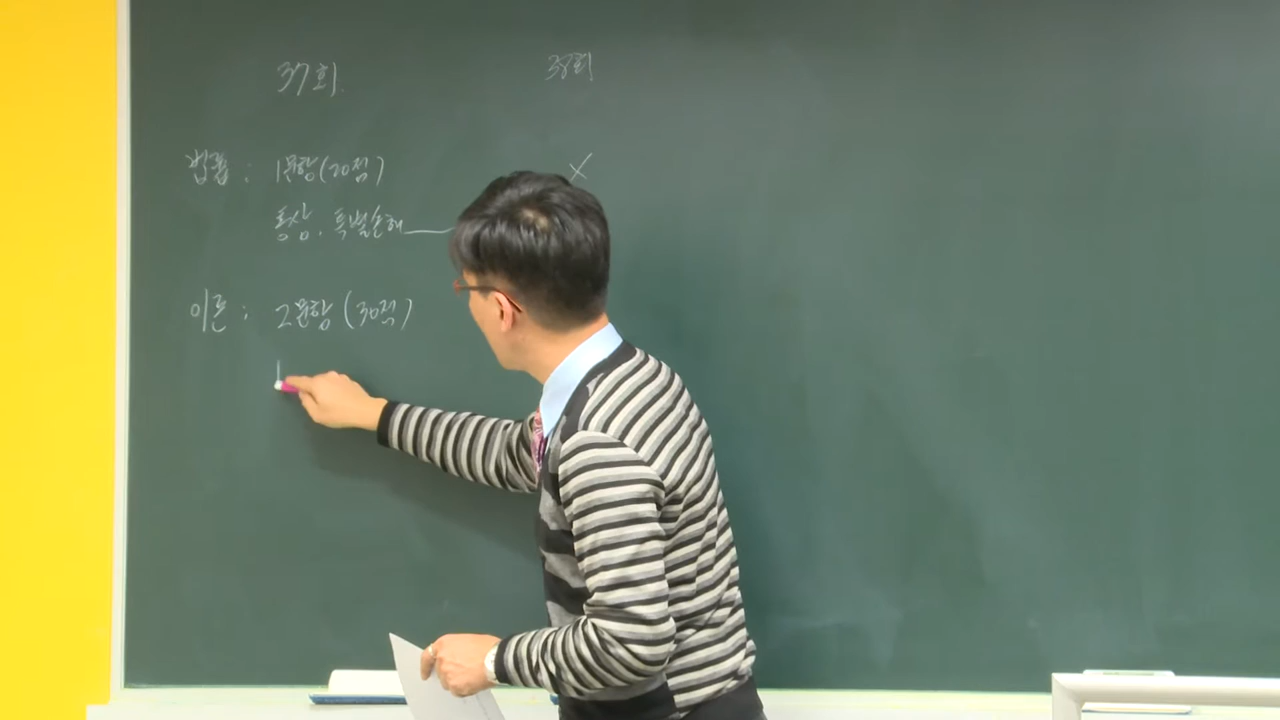 37회. 38회
법률 : 1문항(20점) X
통상. 특별손해
이론 : 2문항 (30점)